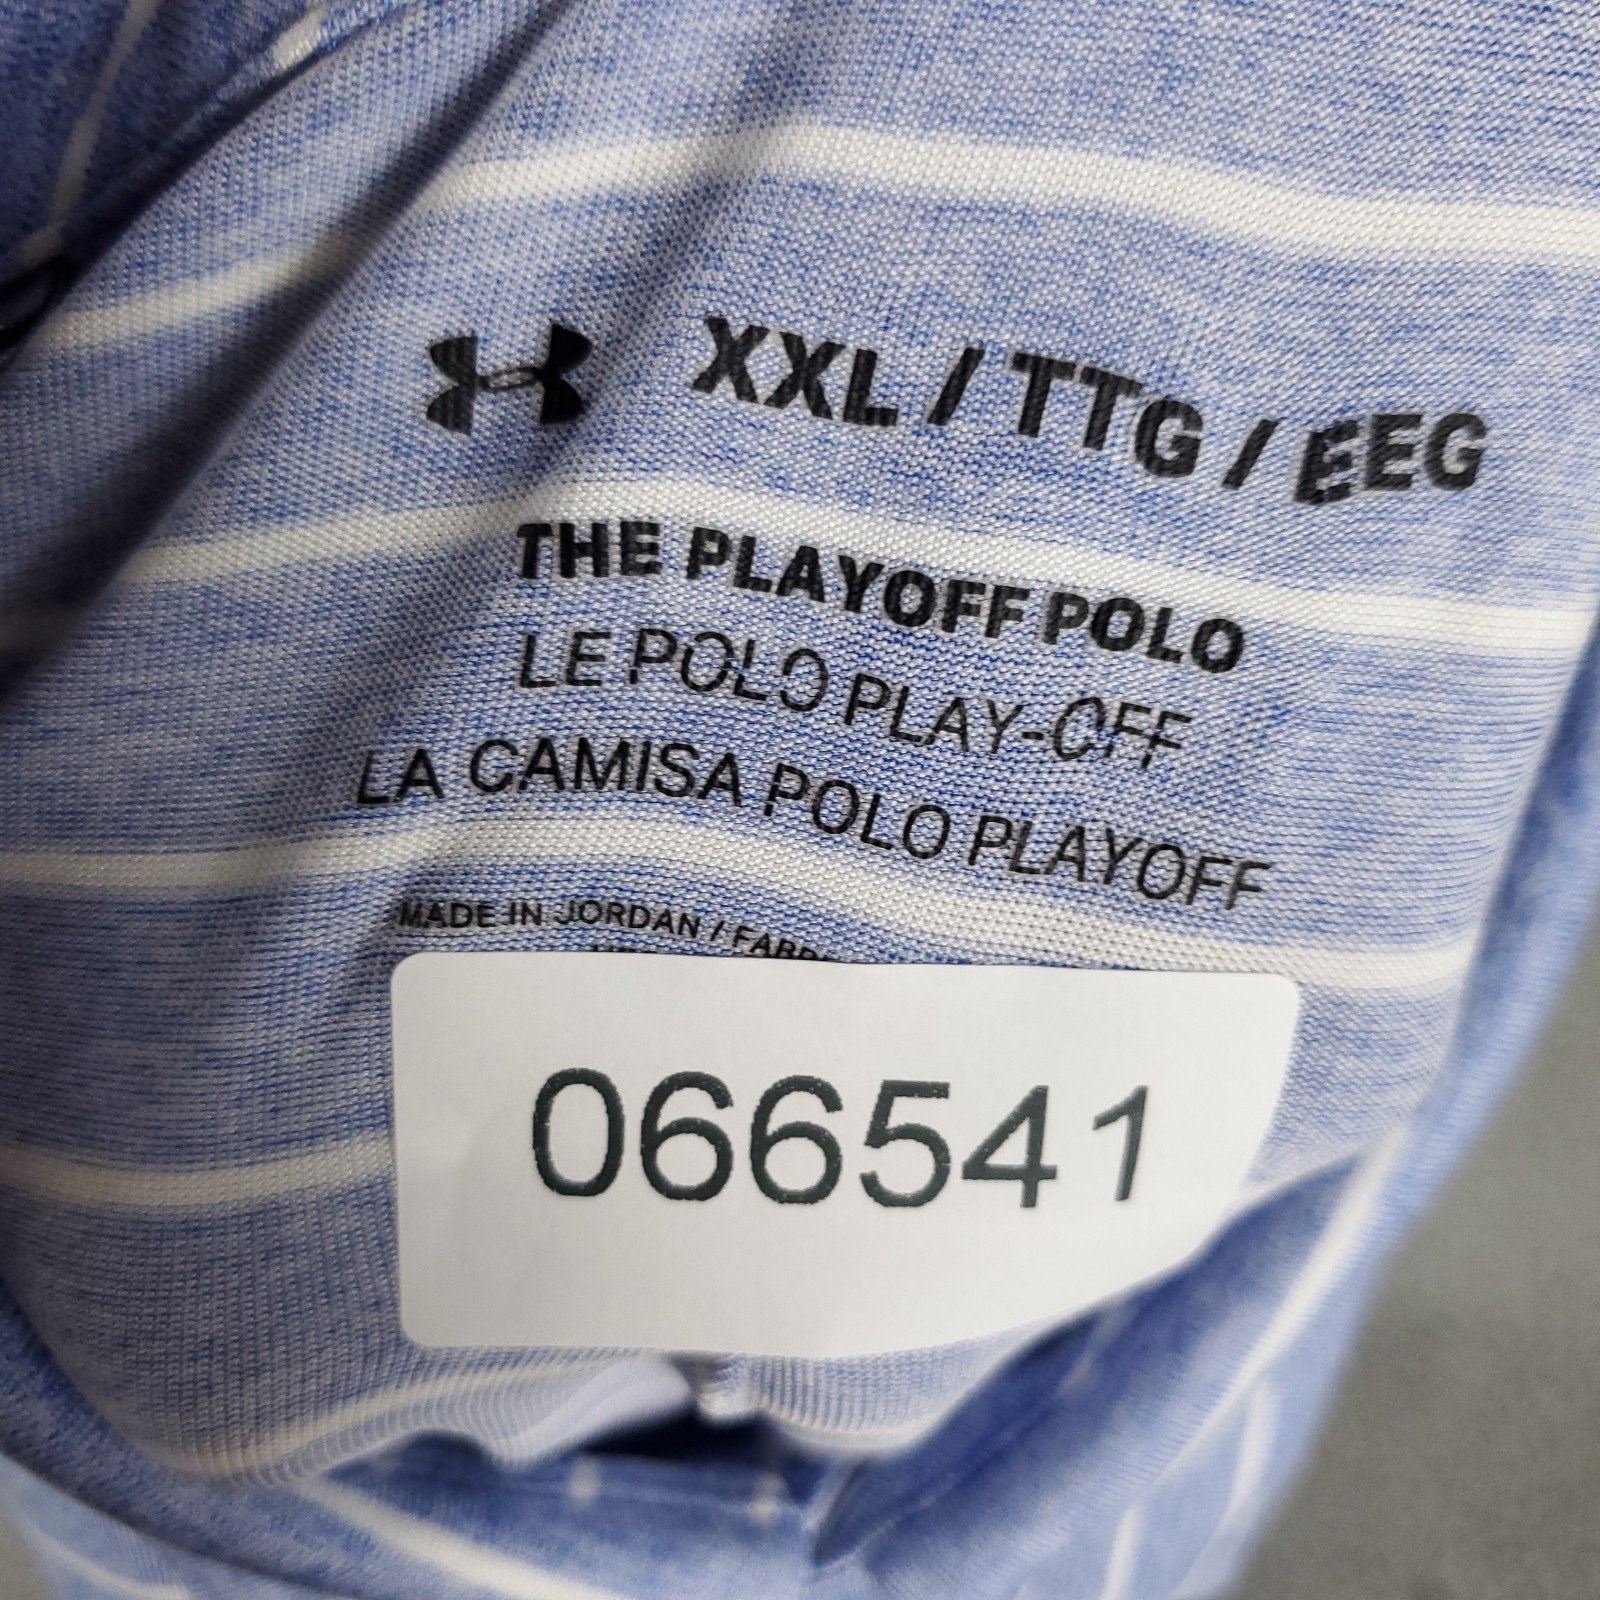 XXL / TTG / EEG
THE PLAYOFF POLO
LE POLO PLAY-OFF
LA CAMISA POLO PLAYOFF
MADE IN JORDAN /
066541